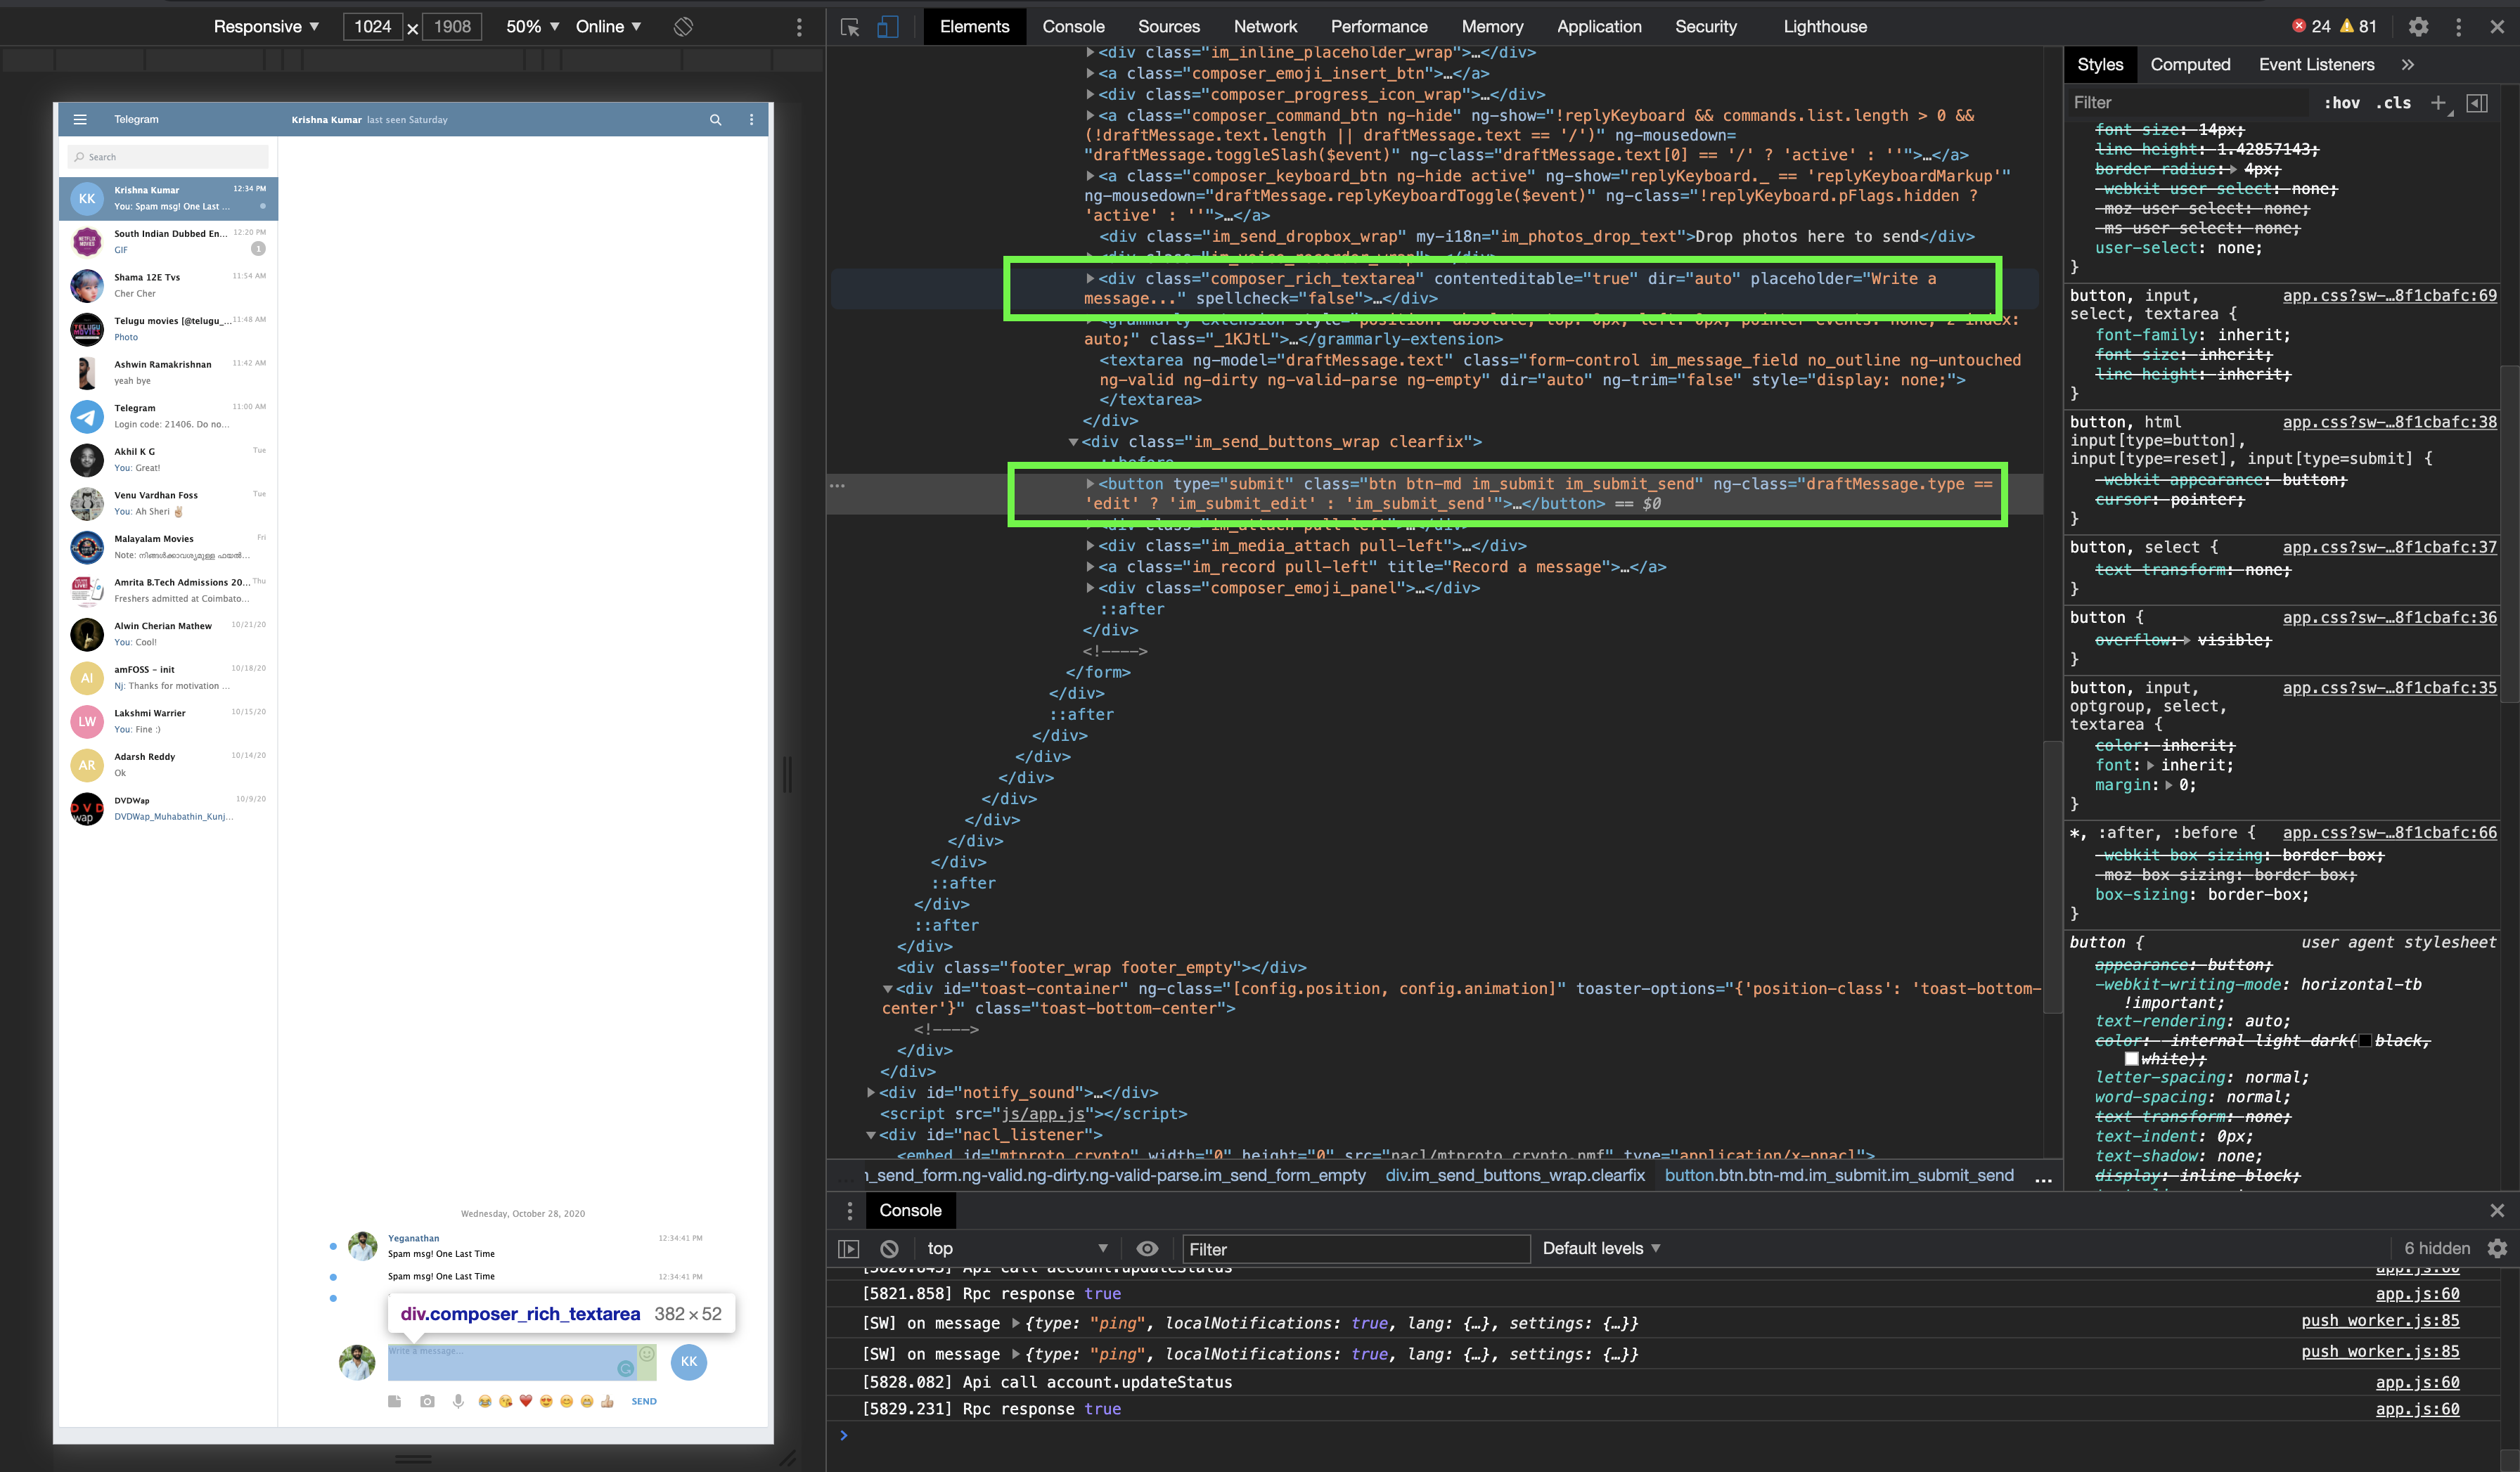 Responsive ▼ 1024 × 1908 50% ▼ Online ▼
Telegram Krishna Kumar last seen Saturday
Search
KK Krishna Kumar 12:34 PM
You: Spam msg! One Last ...
South Indian Dubbed En... 12:20 PM
GIF 1
Shama 12E Tvs 11:54 AM
Cher Cher
Telugu movies [@telugu_... 11:48 AM
Photo
Ashwin Ramakrishnan 11:42 AM
yeah bye
Telegram 11:00 AM
Login code: 21406. Do no...
Akhil K G Tue
You: Great!
Venu Vardhan Foss Tue
You: Ah Sheri ✌🏼
Malayalam Movies Fri
Note: നിങ്ങൾക്കാവശ്യമുള്ള ഫയൽ...
Amrita B.Tech Admissions 20... Thu
Freshers admitted at Coimbato...
Alwin Cherian Mathew 10/21/20
You: Cool!
AI amFOSS - init 10/18/20
Nj: Thanks for motivation ...
LW Lakshmi Warrier 10/15/20
You: Fine :)
AR Adarsh Reddy 10/14/20
Ok
DVDWap 10/9/20
DVDWap_Muhabathin_Kunj...
Wednesday, October 28, 2020
Yeganathan 12:34:41 PM
Spam msg! One Last Time
Spam msg! One Last Time 12:34:41 PM
div.composer_rich_textarea 382 × 52
Write a message...
KK
SEND
Elements Console Sources Network Performance Memory Application Security Lighthouse 24 81
▶<div class="im_inline_placeholder_wrap">…</div>
▶<a class="composer_emoji_insert_btn">…</a>
▶<div class="composer_progress_icon_wrap">…</div>
▶<a class="composer_command_btn ng-hide" ng-show="!replyKeyboard && commands.list.length > 0 &&
(!draftMessage.text.length || draftMessage.text == '/')" ng-mousedown=
"draftMessage.toggleSlash($event)" ng-class="draftMessage.text[0] == '/' ? 'active' : ''">…</a>
▶<a class="composer_keyboard_btn ng-hide active" ng-show="replyKeyboard._ == 'replyKeyboardMarkup'"
ng-mousedown="draftMessage.replyKeyboardToggle($event)" ng-class="!replyKeyboard.pFlags.hidden ?
'active' : ''">…</a>
<div class="im_send_dropbox_wrap" my-i18n="im_photos_drop_text">Drop photos here to send</div>
▶<div class="im_voice_recorder_wrap">…</div>
▶<div class="composer_rich_textarea" contenteditable="true" dir="auto" placeholder="Write a
message..." spellcheck="false">…</div>
▶<grammarly-extension style="position: absolute; top: 0px; left: 0px; pointer-events: none; z-index:
auto;" class="_1KJtL">…</grammarly-extension>
<textarea ng-model="draftMessage.text" class="form-control im_message_field no_outline ng-untouched
ng-valid ng-dirty ng-valid-parse ng-empty" dir="auto" ng-trim="false" style="display: none;">
</textarea>
</div>
▼<div class="im_send_buttons_wrap clearfix">
::before
▶<button type="submit" class="btn btn-md im_submit im_submit_send" ng-class="draftMessage.type ==
'edit' ? 'im_submit_edit' : 'im_submit_send'">…</button> == $0
▶<div class="im_attach pull-left">…</div>
▶<div class="im_media_attach pull-left">…</div>
▶<a class="im_record pull-left" title="Record a message">…</a>
▶<div class="composer_emoji_panel">…</div>
::after
</div>
<!---->
</form>
</div>
::after
</div>
</div>
</div>
</div>
</div>
</div>
</div>
::after
</div>
::after
</div>
<div class="footer_wrap footer_empty"></div>
▼<div id="toast-container" ng-class="[config.position, config.animation]" toaster-options="{'position-class': 'toast-bottom-
center'}" class="toast-bottom-center">
<!---->
</div>
</div>
▶<div id="notify_sound">…</div>
<script src="js/app.js"></script>
▼<div id="nacl_listener">
<embed id="mtproto_crypto" width="0" height="0" src="nacl/mtproto_crypto.nmf" type="application/x-pnacl">
n_send_form.ng-valid.ng-dirty.ng-valid-parse.im_send_form_empty div.im_send_buttons_wrap.clearfix button.btn.btn-md.im_submit.im_submit_send ...
Styles Computed Event Listeners »
Filter :hov .cls +
font-size: 14px;
line-height: 1.42857143;
border-radius: ▶ 4px;
-webkit-user-select: none;
-moz-user-select: none;
-ms-user-select: none;
user-select: none;
}
button, input, app.css?sw-…8f1cbafc:69
select, textarea {
font-family: inherit;
font-size: inherit;
line-height: inherit;
}
button, html app.css?sw-…8f1cbafc:38
input[type=button],
input[type=reset], input[type=submit] {
-webkit-appearance: button;
cursor: pointer;
}
button, select { app.css?sw-…8f1cbafc:37
text-transform: none;
}
button { app.css?sw-…8f1cbafc:36
overflow: ▶ visible;
}
button, input, app.css?sw-…8f1cbafc:35
optgroup, select,
textarea {
color: inherit;
font: ▶ inherit;
margin: ▶ 0;
}
*, :after, :before { app.css?sw-…8f1cbafc:66
-webkit-box-sizing: border-box;
-moz-box-sizing: border-box;
box-sizing: border-box;
}
button { user agent stylesheet
appearance: button;
-webkit-writing-mode: horizontal-tb
!important;
text-rendering: auto;
color: -internal-light-dark(black,
white);
letter-spacing: normal;
word-spacing: normal;
text-transform: none;
text-indent: 0px;
text-shadow: none;
display: inline-block;
Console
top ▼ Filter Default levels ▼ 6 hidden
[5820.843] Api call account.updateStatus app.js:60
[5821.858] Rpc response true app.js:60
[SW] on message ▶{type: "ping", localNotifications: true, lang: {…}, settings: {…}} push_worker.js:85
[SW] on message ▶{type: "ping", localNotifications: true, lang: {…}, settings: {…}} push_worker.js:85
[5828.082] Api call account.updateStatus app.js:60
[5829.231] Rpc response true app.js:60
>